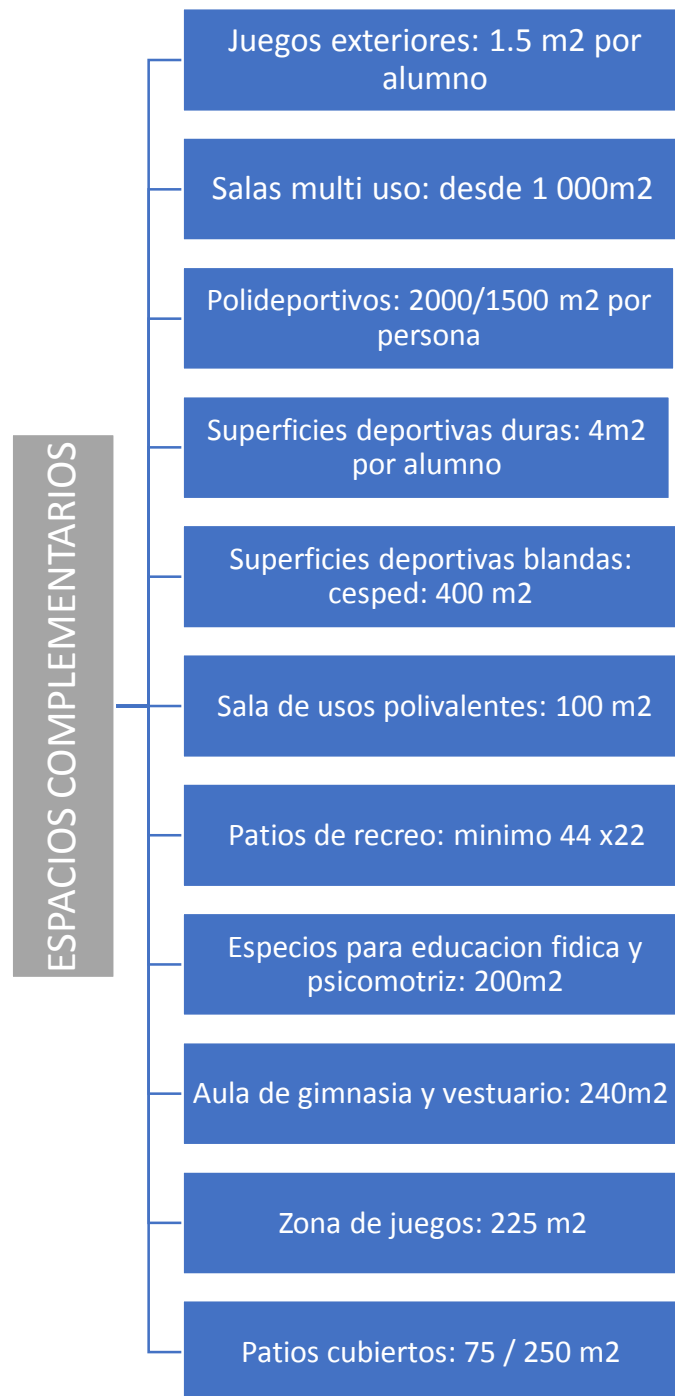 ESPACIOS COMPLEMENTARIOS
Juegos exteriores: 1.5 m2 por
alumno
Salas multi uso: desde 1 000m2
Polideportivos: 2000/1500 m2 por
persona
Superficies deportivas duras: 4m2
por alumno
Superficies deportivas blandas:
cesped: 400 m2
Sala de usos polivalentes: 100 m2
Patios de recreo: minimo 44 x22
Especios para educacion fidica y
psicomotriz: 200m2
Aula de gimnasia y vestuario: 240m2
Zona de juegos: 225 m2
Patios cubiertos: 75 / 250 m2